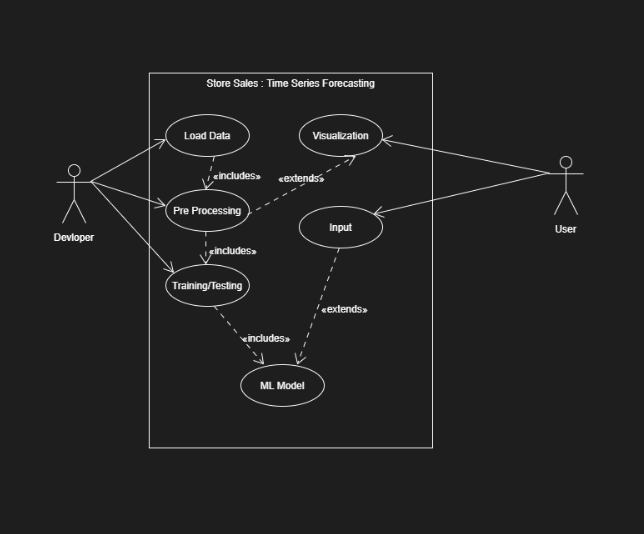 Store Sales : Time Series Forecasting
Load Data
Visualization
«includes»
«extends»
Pre Processing
Input
Devloper
User
«includes»
Training/Testing
«extends»
«includes»
ML Model